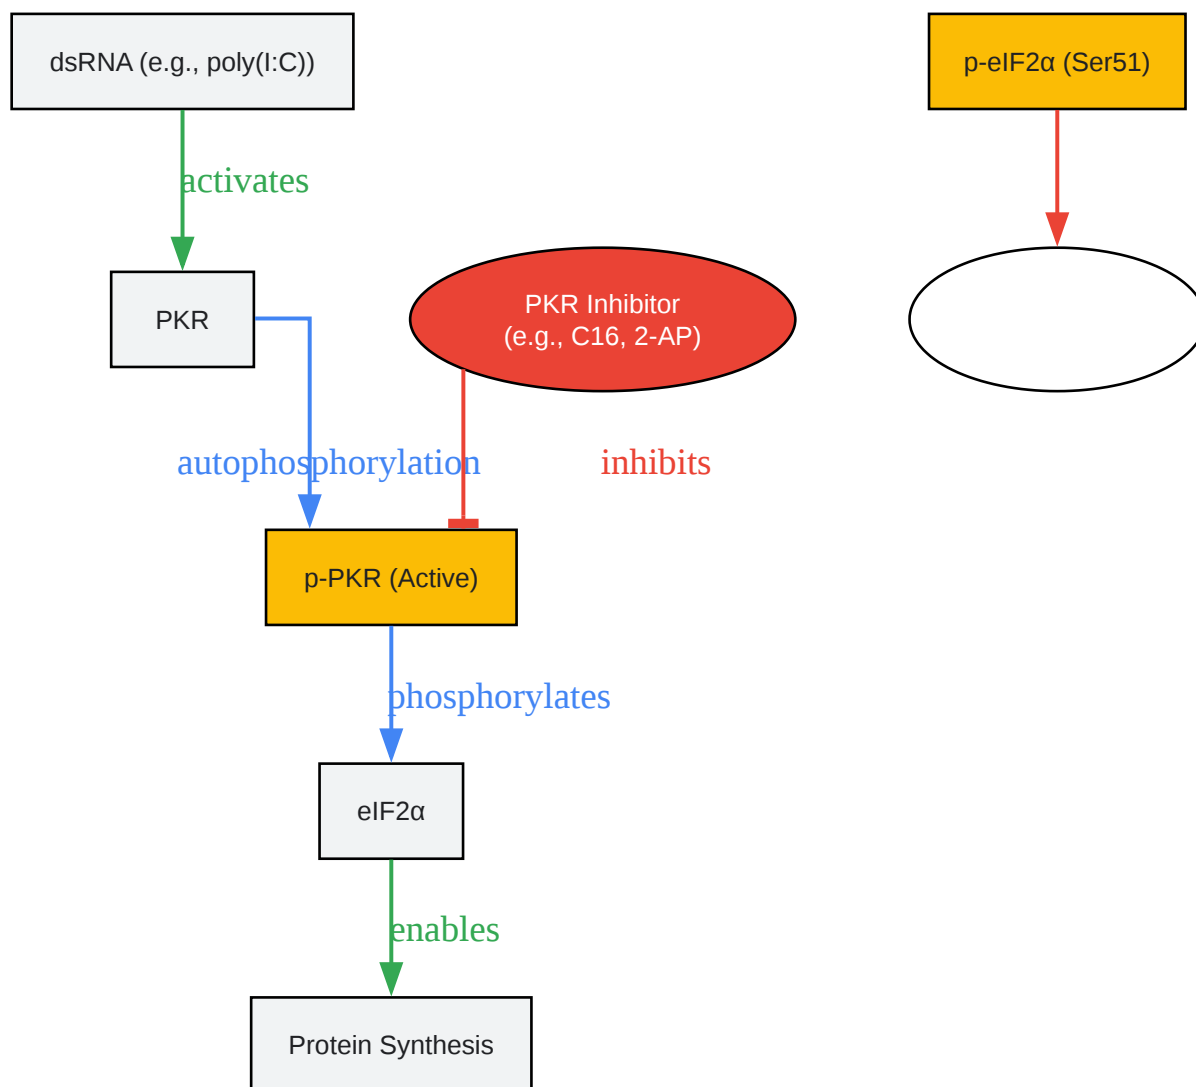 dsRNA (e.g., poly(I:C))
p-eIF2α (Ser51)
activates
PKR
PKR Inhibitor
(e.g., C16, 2-AP)
autophosphorylation
inhibits
p-PKR (Active)
phosphorylates
eIF2α
enables
Protein Synthesis